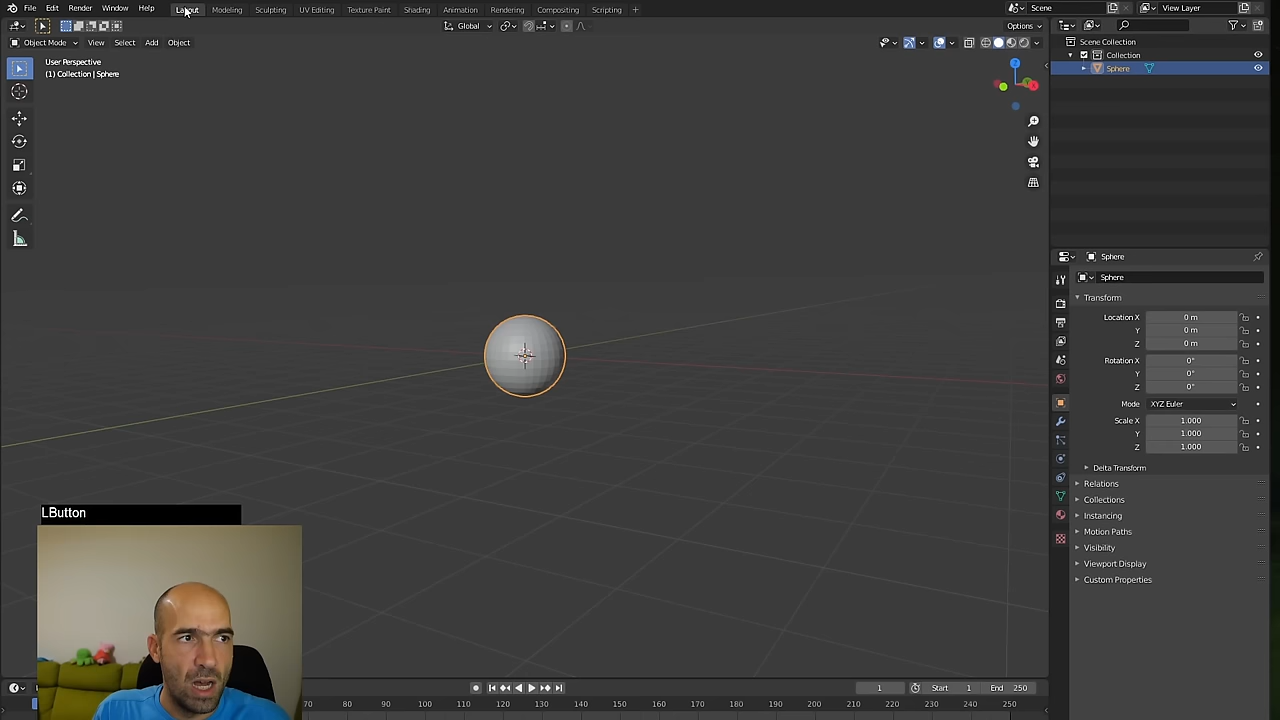 File Edit Render Window Help Layout Modeling Sculpting UV Editing Texture Paint Shading Animation Rendering Compositing Scripting + Scene View Layer
Global Options
Object Mode View Select Add Object
User Perspective
(1) Collection | Sphere
Scene Collection
Collection
Sphere
Sphere
Sphere
Transform
Location X 0 m
Y 0 m
Z 0 m
Rotation X 0°
Y 0°
Z 0°
Mode XYZ Euler
Scale X 1.000
Y 1.000
Z 1.000
Delta Transform
Relations
Collections
Instancing
Motion Paths
Visibility
Viewport Display
Custom Properties
LButton
1 Start 1 End 250
70 80 90 100 110 120 130 140 150 160 170 180 190 200 210 220 230 240 250